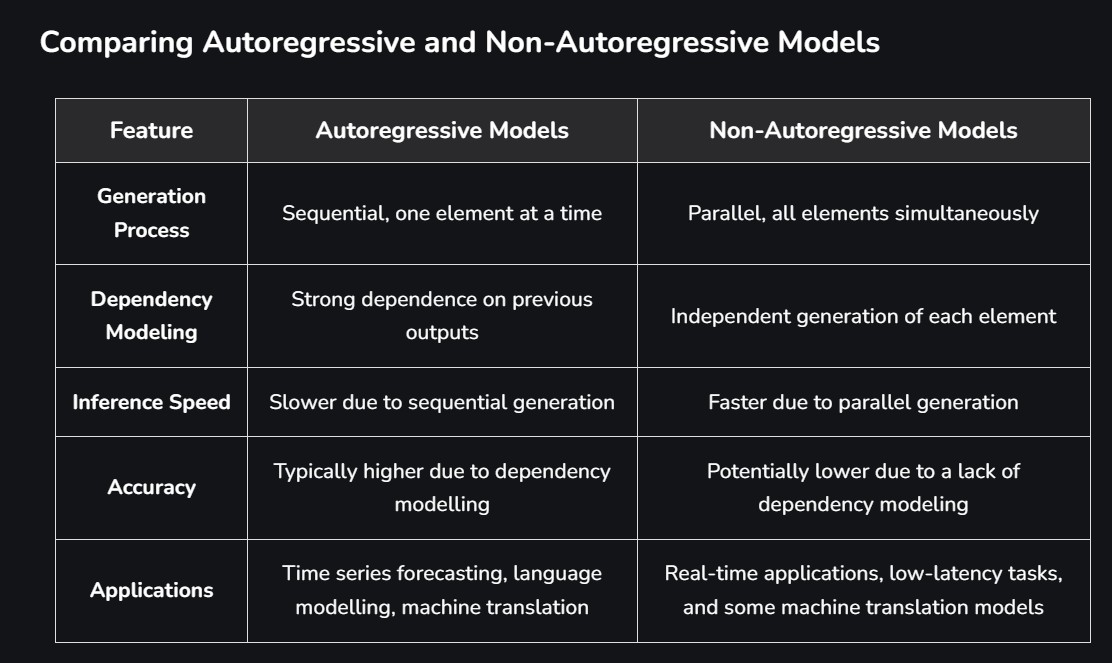 Comparing Autoregressive and Non-Autoregressive Models
Feature
Autoregressive Models
Non-Autoregressive Models
Generation
Process
Sequential, one element at a time
Parallel, all elements simultaneously
Dependency
Modeling
Strong dependence on previous
outputs
Independent generation of each element
Inference Speed
Slower due to sequential generation
Faster due to parallel generation
Accuracy
Typically higher due to dependency
modelling
Potentially lower due to a lack of
dependency modeling
Applications
Time series forecasting, language
modelling, machine translation
Real-time applications, low-latency tasks,
and some machine translation models